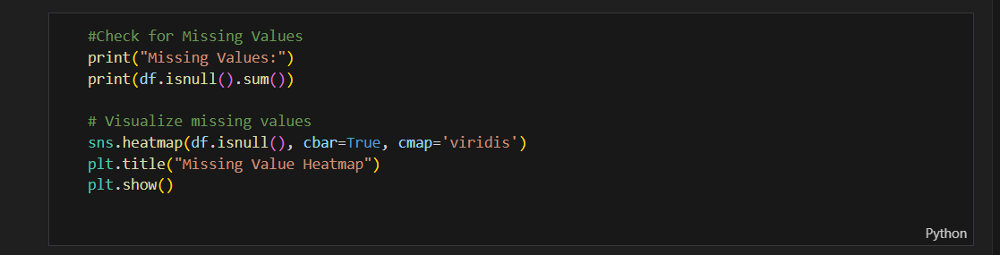 #Check for Missing Values
print("Missing Values:")
print(df.isnull().sum())
# Visualize missing values
sns.heatmap(df.isnull(), cbar=True, cmap='viridis')
plt.title("Missing Value Heatmap")
plt.show()
Python